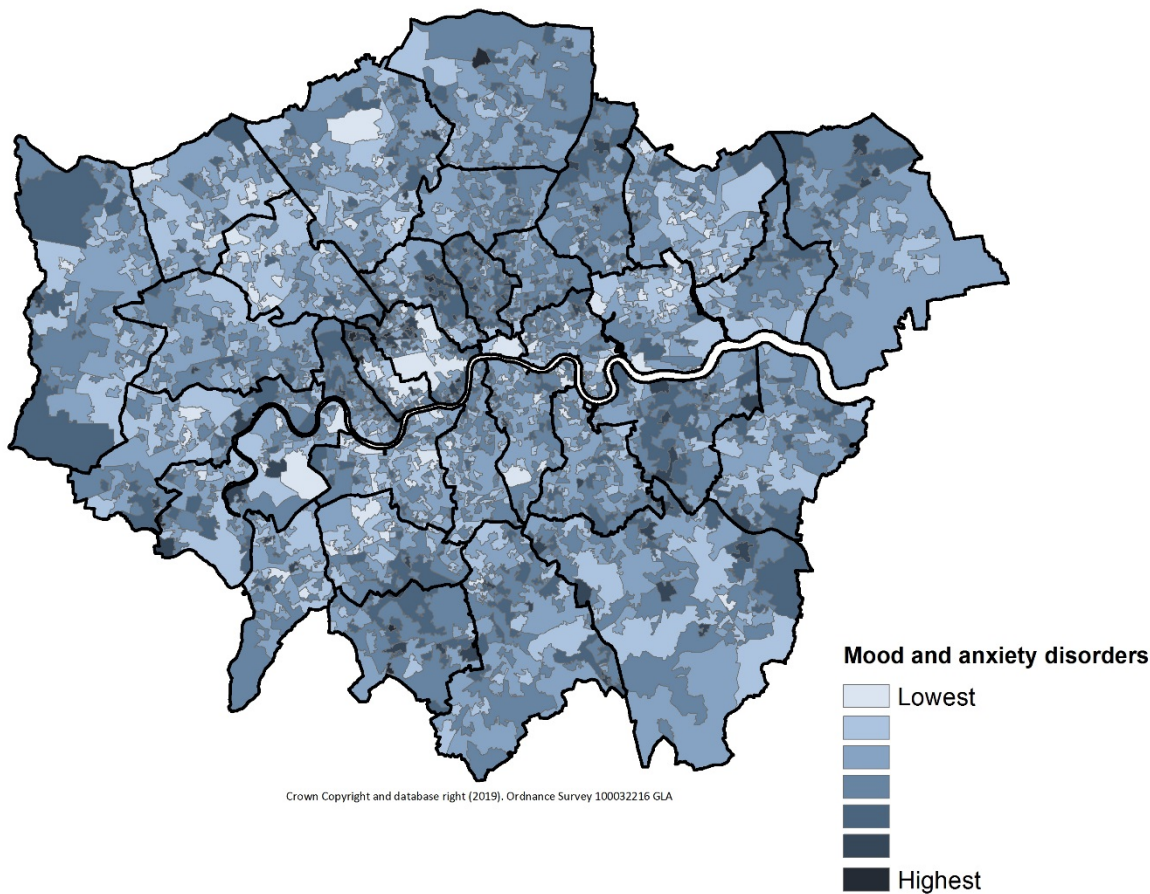 Mood and anxiety disorders
Lowest
Highest
Crown Copyright and database right (2019). Ordnance Survey 100032216 GLA